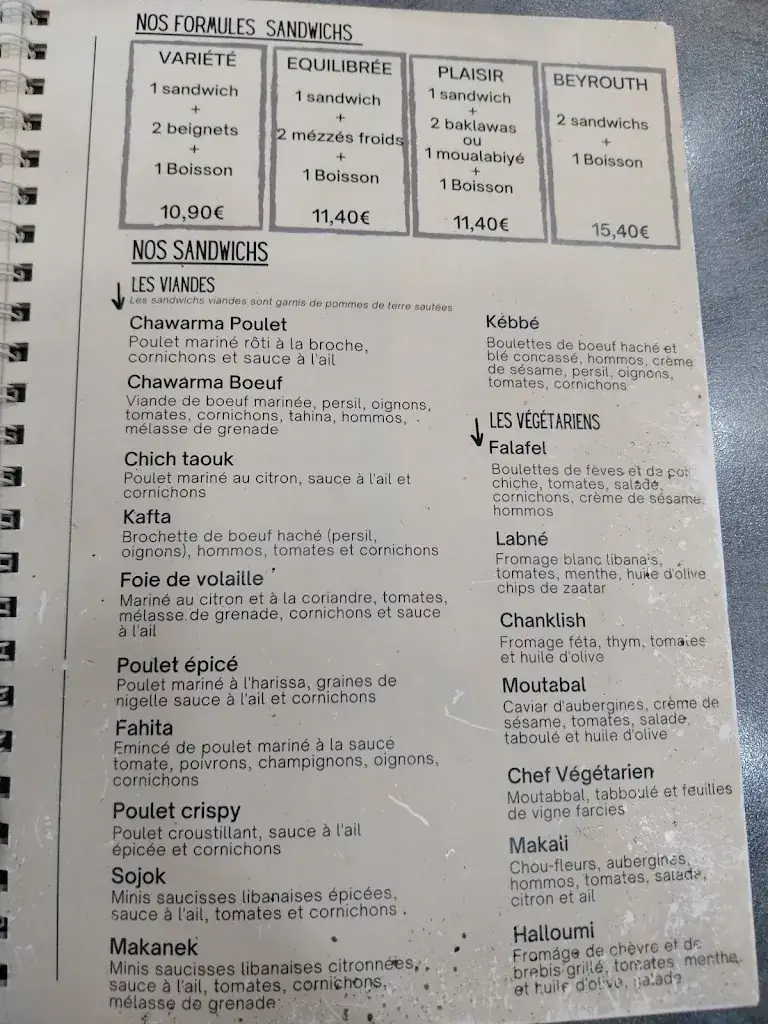 NOS FORMULES SANDWICHS
VARIÉTÉ
1 sandwich
+
2 beignets
+
1 Boisson
10,90€
EQUILIBRÉE
1 sandwich
+
2 mézzés froids
+
1 Boisson
11,40€
PLAISIR
1 sandwich
+
2 baklawas
ou
1 moualabiyé
+
1 Boisson
11,40€
BEYROUTH
2 sandwichs
+
1 Boisson
15,40€
NOS SANDWICHS
LES VIANDES
Les sandwichs viandes sont garnis de pommes de terre sautées
Chawarma Poulet
Poulet mariné rôti à la broche,
cornichons et sauce à l'ail
Chawarma Boeuf
Viande de boeuf marinée, persil, oignons,
tomates, cornichons, tahina, hommos,
mélasse de grenade
Chich taouk
Poulet mariné au citron, sauce à l'ail et
cornichons
Kafta
Brochette de boeuf haché (persil,
oignons), hommos, tomates et cornichons
Foie de volaille
Mariné au citron et à la coriandre, tomates,
mélasse de grenade, cornichons et sauce
à l'ail
Poulet épicé
Poulet mariné à l'harissa, graines de
nigelle sauce à l'ail et cornichons
Fahita
Emincé de poulet mariné à la sauce
tomate, poivrons, champignons, oignons,
cornichons
Poulet crispy
Poulet croustillant, sauce à l'ail
épicée et cornichons
Sojok
Minis saucisses libanaises épicées,
sauce à l'ail, tomates et cornichons .
Makanek
Minis saucisses libanaises citronnées,
sauce à l'ail, tomates, cornichons,
mélasse de grenade
Kébbé
Boulettes de boeuf haché et
blé concassé, hommos, crème
de sésame, persil, oignons,
tomates, cornichons
LES VÉGÉTARIENS
Falafel
Boulettes de fèves et de poi
chiche, tomates, salade,
cornichons, crème de sésame,
hommos
Labné
Fromage blanc libanais,
tomates, menthe, huile d'olive
chips de zaatar
Chanklish
Fromage féta, thym, tomates
et huile d'olive
Moutabal
Caviar d'aubergines, crème de
sésame, tomates, salade,
taboulé et huile d'olive
Chef Végétarien
Moutabbal, tabboulé et feuilles
de vigne farcies
Makali
Chou-fleurs, aubergines,
hommos, tomates, salade,
citron et ail
Halloumi
Fromage de chèvre et de
brebis grillé, tomates, menthe
et huile d'olive, salade